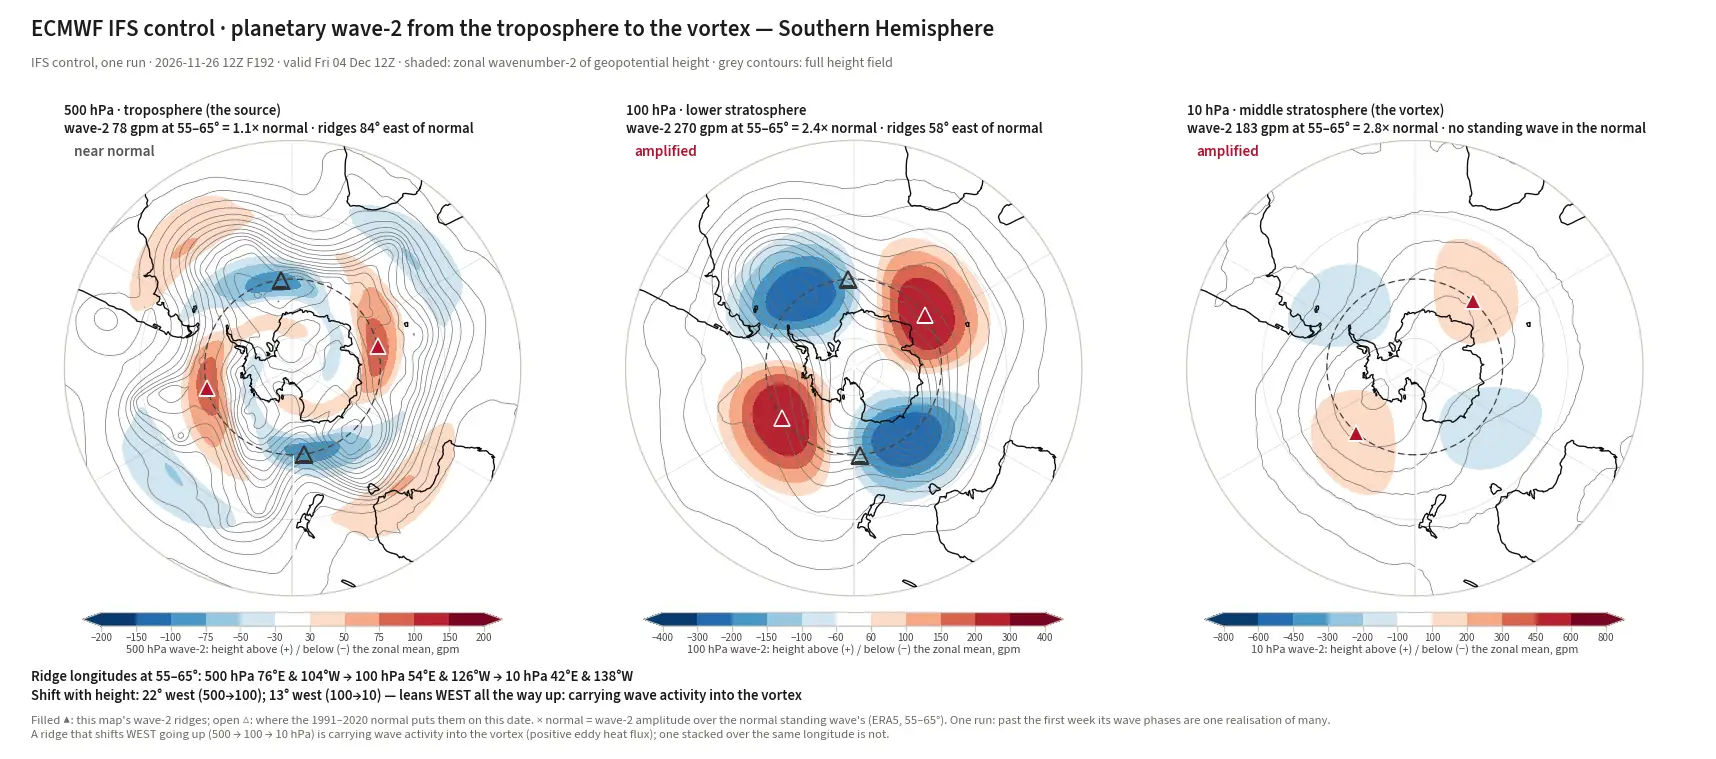 ECMWF IFS control · planetary wave-2 from the troposphere to the vortex — Southern Hemisphere
IFS control, one run · 2026-11-26 12Z F192 · valid Fri 04 Dec 12Z · shaded: zonal wavenumber-2 of geopotential height · grey contours: full height field
500 hPa · troposphere (the source)
wave-2 78 gpm at 55–65° = 1.1× normal · ridges 84° east of normal
near normal
100 hPa · lower stratosphere
wave-2 270 gpm at 55–65° = 2.4× normal · ridges 58° east of normal
amplified
10 hPa · middle stratosphere (the vortex)
wave-2 183 gpm at 55–65° = 2.8× normal · no standing wave in the normal
amplified
−200 −150 −100 −75 −50 −30 30 50 75 100 150 200
500 hPa wave-2: height above (+) / below (−) the zonal mean, gpm
−400 −300 −200 −150 −100 −60 60 100 150 200 300 400
100 hPa wave-2: height above (+) / below (−) the zonal mean, gpm
−800 −600 −450 −300 −200 −100 100 200 300 450 600 800
10 hPa wave-2: height above (+) / below (−) the zonal mean, gpm
Ridge longitudes at 55–65°: 500 hPa 76°E & 104°W → 100 hPa 54°E & 126°W → 10 hPa 42°E & 138°W
Shift with height: 22° west (500→100); 13° west (100→10) — leans WEST all the way up: carrying wave activity into the vortex
Filled ▲: this map's wave-2 ridges; open △: where the 1991–2020 normal puts them on this date. × normal = wave-2 amplitude over the normal standing wave's (ERA5, 55–65°). One run: past the first week its wave phases are one realisation of many.
A ridge that shifts WEST going up (500 → 100 → 10 hPa) is carrying wave activity into the vortex (positive eddy heat flux); one stacked over the same longitude is not.